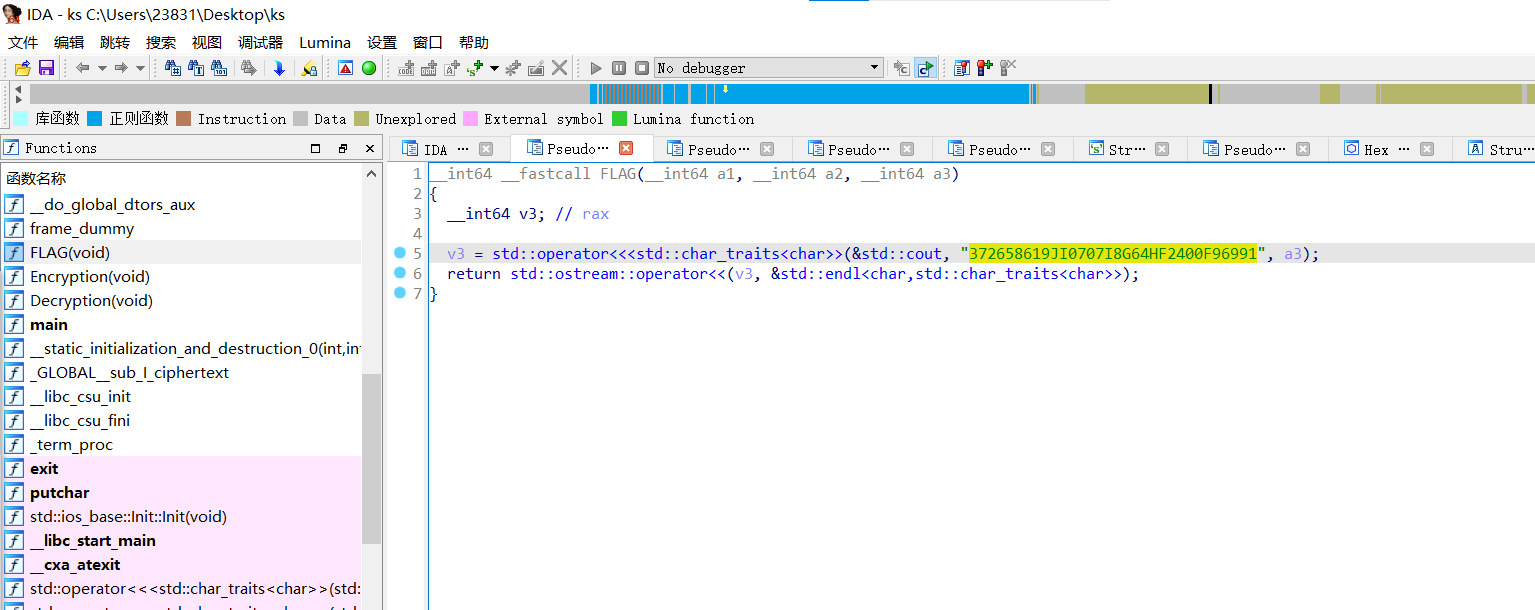 IDA - ks C:\Users\23831\Desktop\ks
文件 编辑 跳转 搜索 视图 调试器 Lumina 设置 窗口 帮助
No debugger
库函数 正则函数 Instruction Data Unexplored External symbol Lumina function
Functions
函数名称
__do_global_dtors_aux
frame_dummy
FLAG(void)
Encryption(void)
Decryption(void)
main
__static_initialization_and_destruction_0(int,in
_GLOBAL__sub_I_ciphertext
__libc_csu_init
__libc_csu_fini
_term_proc
exit
putchar
std::ios_base::Init::Init(void)
__libc_start_main
__cxa_atexit
std::operator<<<std::char_traits<char>>(std:
IDA ⋯ Pseudo⋯ Pseudo⋯ Pseudo⋯ Pseudo⋯ Str⋯ Pseudo⋯ Hex ⋯ Stru⋯
1 __int64 __fastcall FLAG(__int64 a1, __int64 a2, __int64 a3)
2 {
3 __int64 v3; // rax
4
5 v3 = std::operator<<<std::char_traits<char>>(&std::cout, "372658619JI0707I8G64HF2400F96991", a3);
6 return std::ostream::operator<<(v3, &std::endl<char,std::char_traits<char>>);
7 }